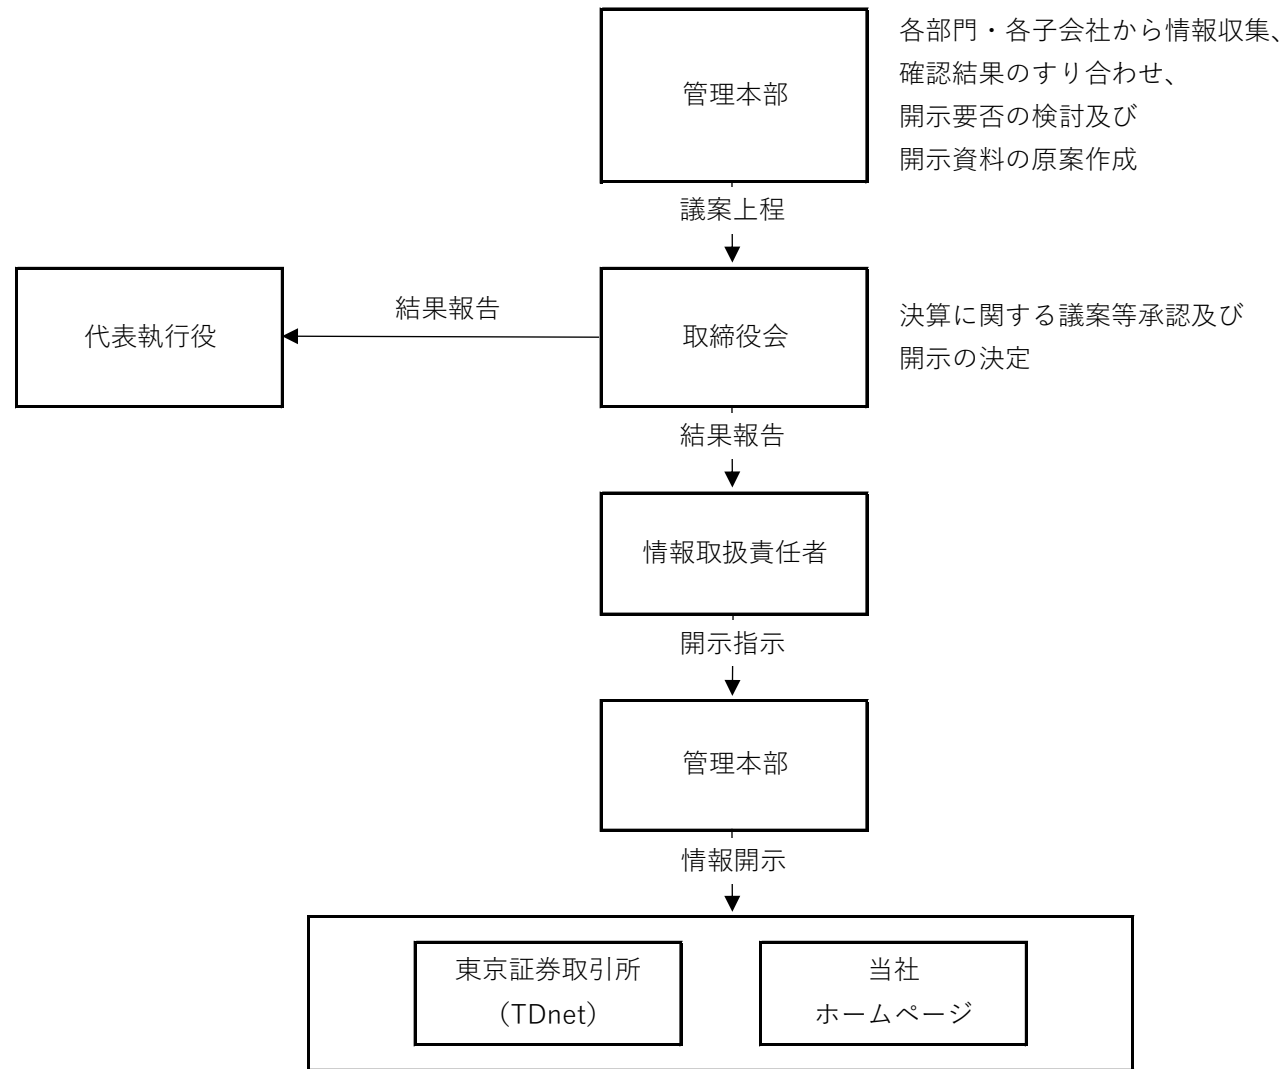 管理本部
各部門・各子会社から情報収集、
確認結果のすり合わせ、
開示要否の検討及び
開示資料の原案作成
議案上程
代表執行役
結果報告
取締役会
決算に関する議案等承認及び
開示の決定
結果報告
情報取扱責任者
開示指示
管理本部
情報開示
東京証券取引所
（TDnet）
当社
ホームページ